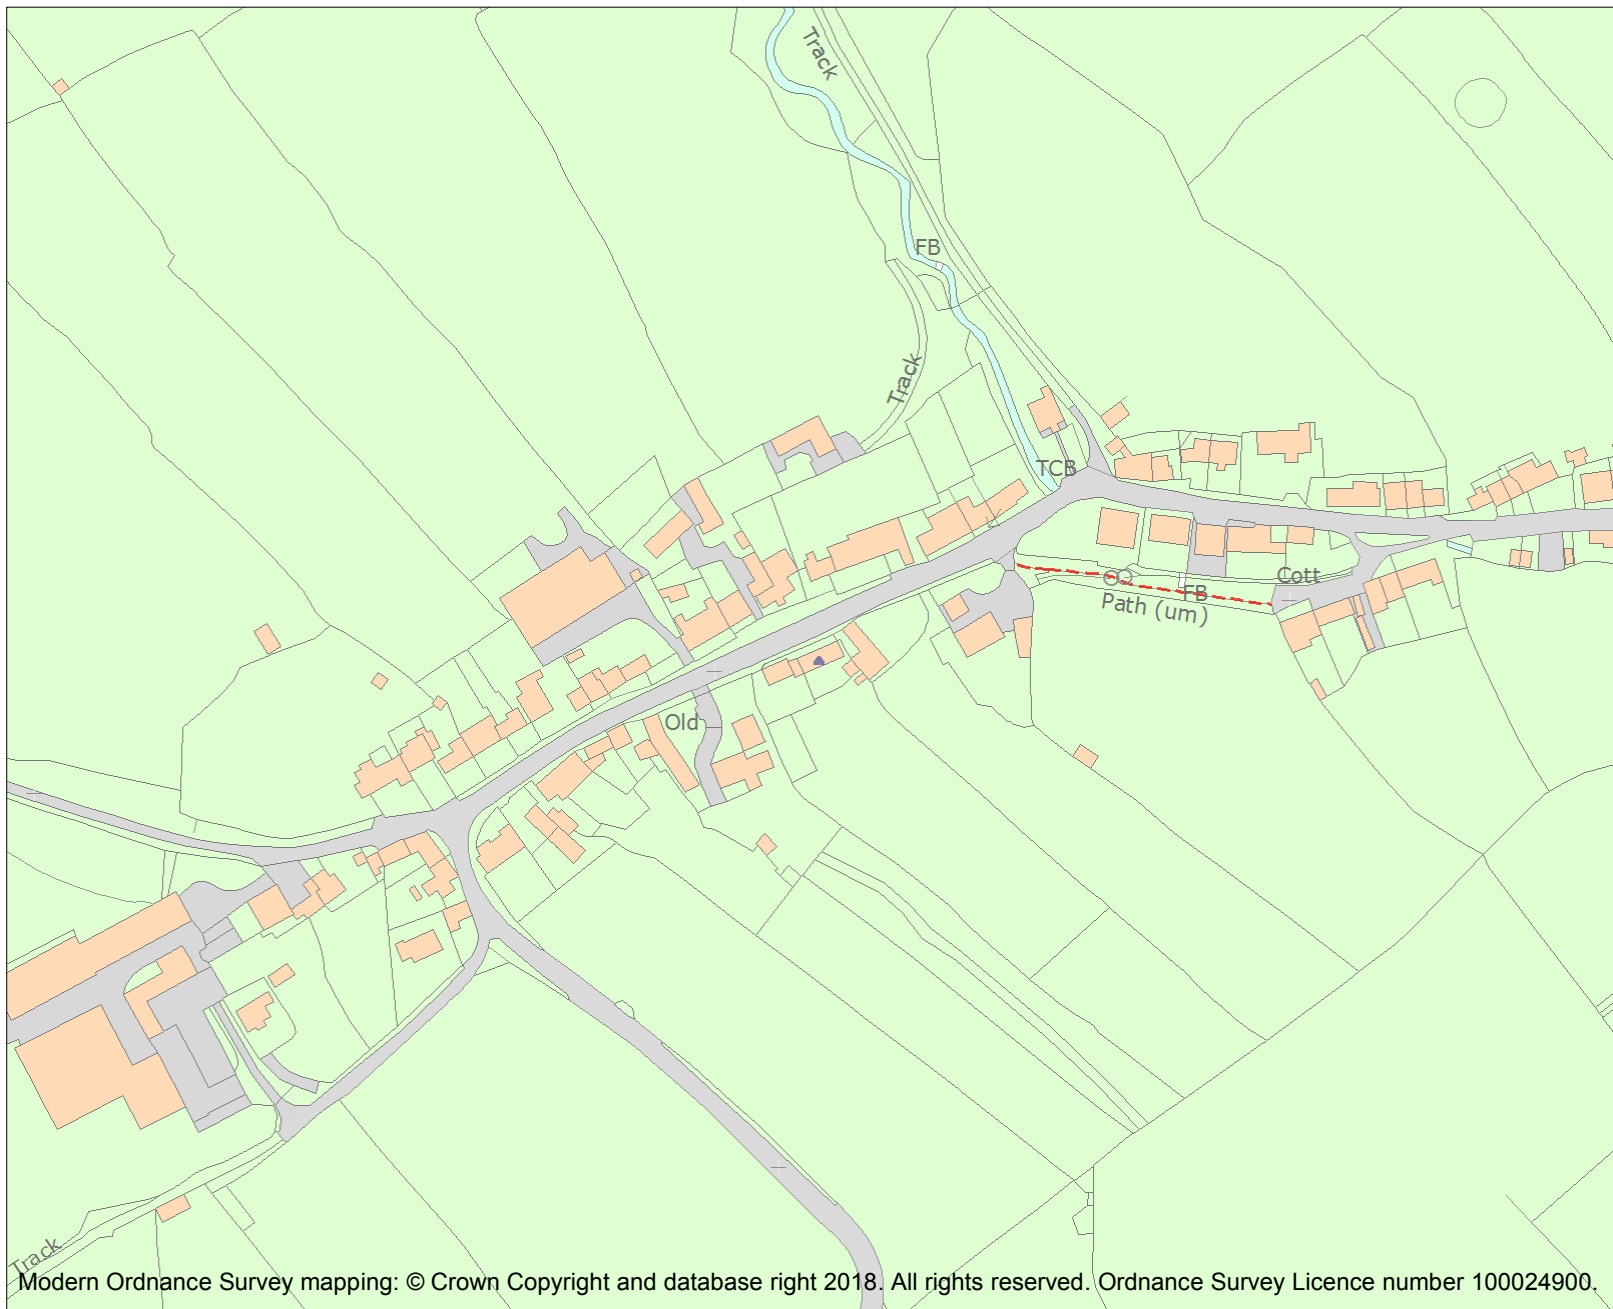 Track
FB
Track
TCB
Cott
FB
Path (um)
Old
Track
Modern Ordnance Survey mapping: © Crown Copyright and database right 2018. All rights reserved. Ordnance Survey Licence number 100024900.